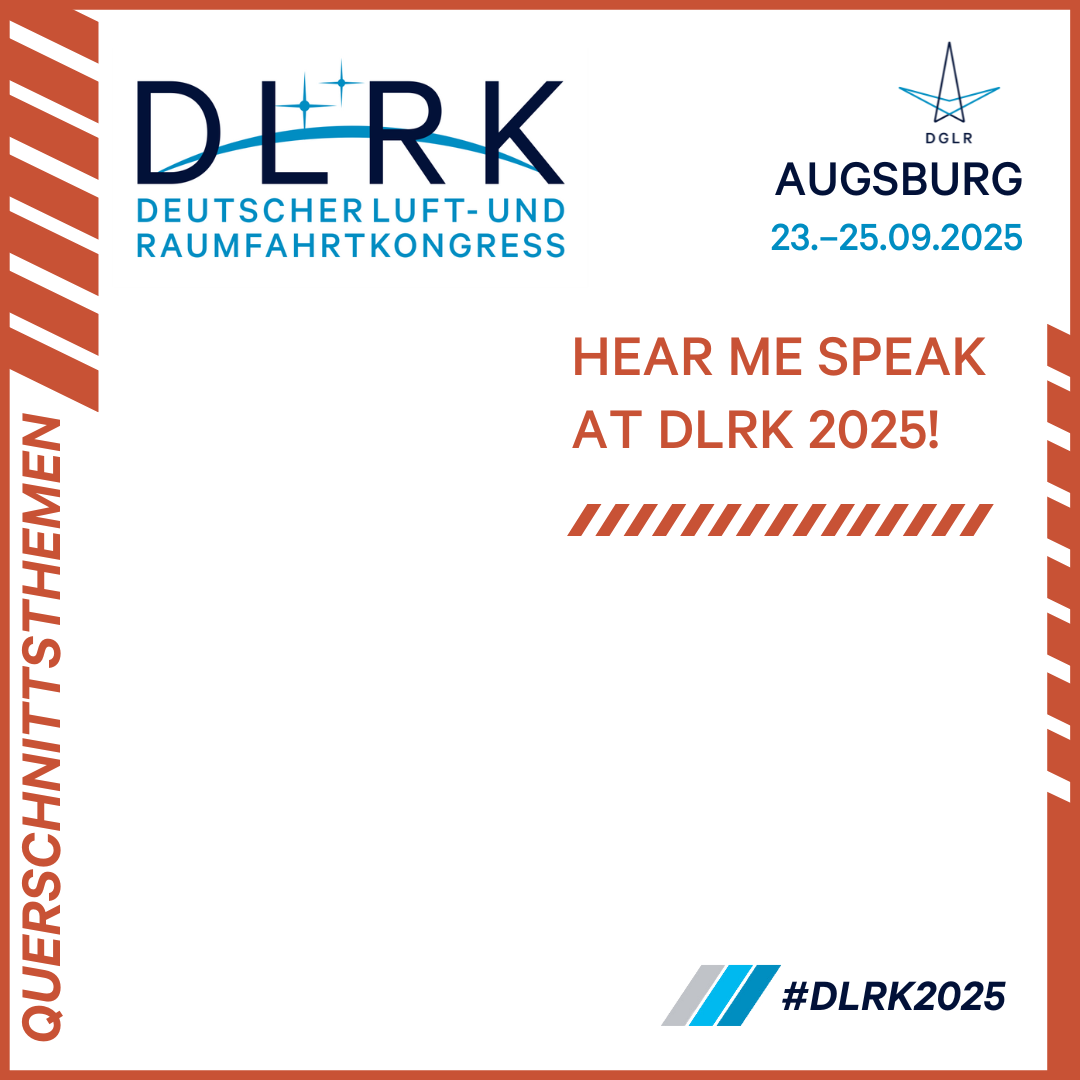 DLRK
DEUTSCHER LUFT- UND
RAUMFAHRTKONGRESS
DGLR
AUGSBURG
23.–25.09.2025
HEAR ME SPEAK
AT DLRK 2025!
QUERSCHNITTSTHEMEN
#DLRK2025